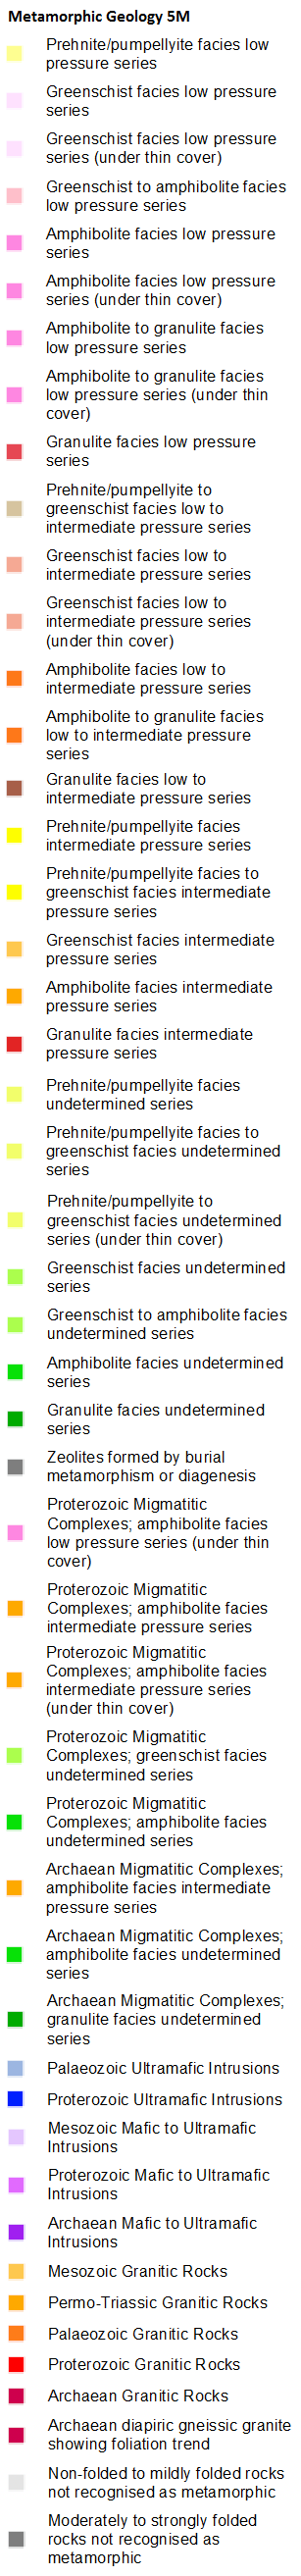 Metamorphic Geology 5M
Prehnite/pumpellyite facies low
pressure series
Greenschist facies low pressure
series
Greenschist facies low pressure
series (under thin cover)
Greenschist to amphibolite facies
low pressure series
Amphibolite facies low pressure
series
Amphibolite facies low pressure
series (under thin cover)
Amphibolite to granulite facies
low pressure series
Amphibolite to granulite facies
low pressure series (under thin
cover)
Granulite facies low pressure
series
Prehnite/pumpellyite to
greenschist facies low to
intermediate pressure series
Greenschist facies low to
intermediate pressure series
Greenschist facies low to
intermediate pressure series
(under thin cover)
Amphibolite facies low to
intermediate pressure series
Amphibolite to granulite facies
low to intermediate pressure
series
Granulite facies low to
intermediate pressure series
Prehnite/pumpellyite facies
intermediate pressure series
Prehnite/pumpellyite facies to
greenschist facies intermediate
pressure series
Greenschist facies intermediate
pressure series
Amphibolite facies intermediate
pressure series
Granulite facies intermediate
pressure series
Prehnite/pumpellyite facies
undetermined series
Prehnite/pumpellyite facies to
greenschist facies undetermined
series
Prehnite/pumpellyite to
greenschist facies undetermined
series (under thin cover)
Greenschist facies undetermined
series
Greenschist to amphibolite facies
undetermined series
Amphibolite facies undetermined
series
Granulite facies undetermined
series
Zeolites formed by burial
metamorphism or diagenesis
Proterozoic Migmatitic
Complexes; amphibolite facies
low pressure series (under thin
cover)
Proterozoic Migmatitic
Complexes; amphibolite facies
intermediate pressure series
Proterozoic Migmatitic
Complexes; amphibolite facies
intermediate pressure series
(under thin cover)
Proterozoic Migmatitic
Complexes; greenschist facies
undetermined series
Proterozoic Migmatitic
Complexes; amphibolite facies
undetermined series
Archaean Migmatitic Complexes;
amphibolite facies intermediate
pressure series
Archaean Migmatitic Complexes;
amphibolite facies undetermined
series
Archaean Migmatitic Complexes;
granulite facies undetermined
series
Palaeozoic Ultramafic Intrusions
Proterozoic Ultramafic Intrusions
Mesozoic Mafic to Ultramafic
Intrusions
Proterozoic Mafic to Ultramafic
Intrusions
Archaean Mafic to Ultramafic
Intrusions
Mesozoic Granitic Rocks
Permo-Triassic Granitic Rocks
Palaeozoic Granitic Rocks
Proterozoic Granitic Rocks
Archaean Granitic Rocks
Archaean diapiric gneissic granite
showing foliation trend
Non-folded to mildly folded rocks
not recognised as metamorphic
Moderately to strongly folded
rocks not recognised as
metamorphic